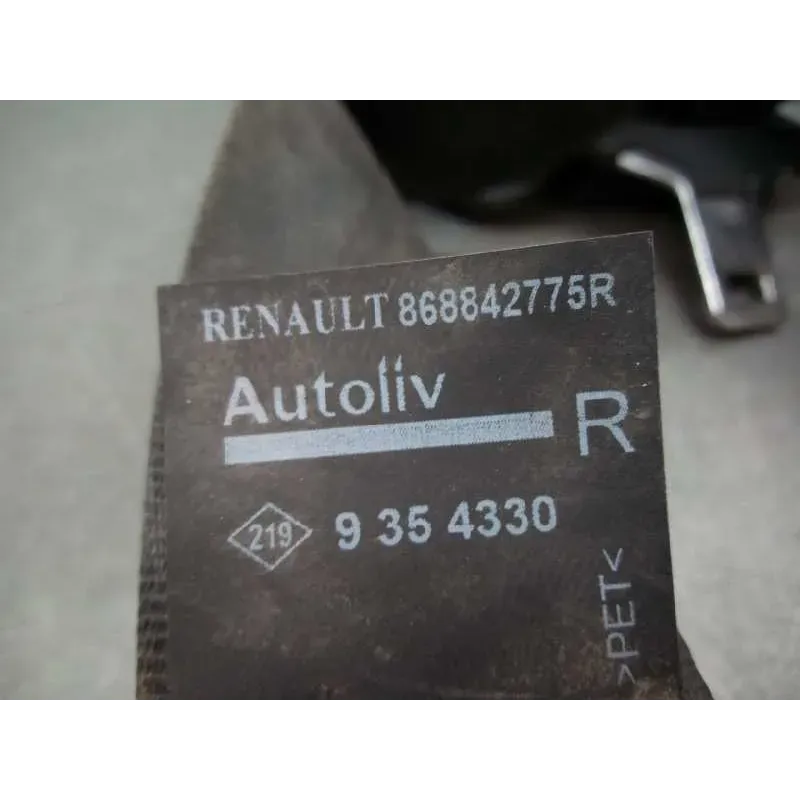 RENAULT 868842775R
Autoliv
R
219 9 35 4330
>PET<